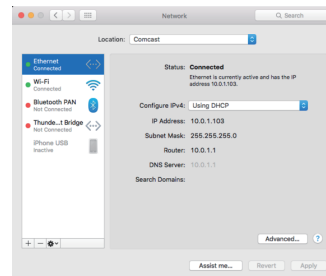 Network
Search
Location: Comcast
Ethernet
Connected
Wi-Fi
Connected
Bluetooth PAN
Not Connected
Thunde...t Bridge
Not Connected
iPhone USB
Inactive
Status: Connected
Ethernet is currently active and has the IP
address 10.0.1.103.
Configure IPv4: Using DHCP
IP Address: 10.0.1.103
Subnet Mask: 255.255.255.0
Router: 10.0.1.1
DNS Server: 10.0.1.1
Search Domains:
Advanced... ?
Assist me... Revert Apply